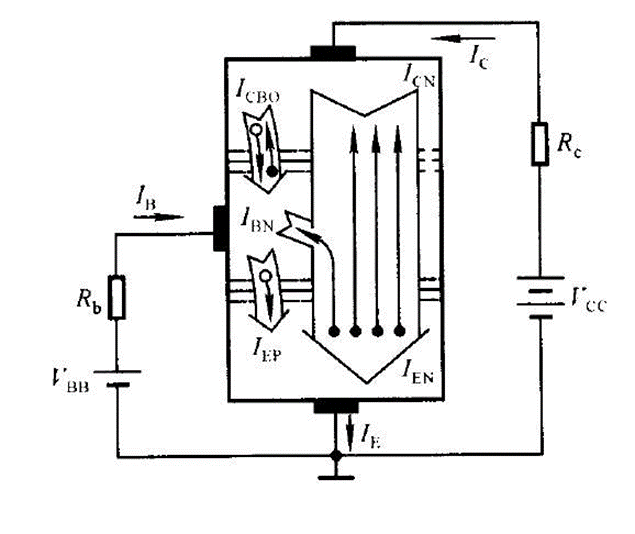 I_C
I_CN
I_CBO
R_c
I_B
I_BN
R_b
V_CC
I_EP
I_EN
V_BB
I_E